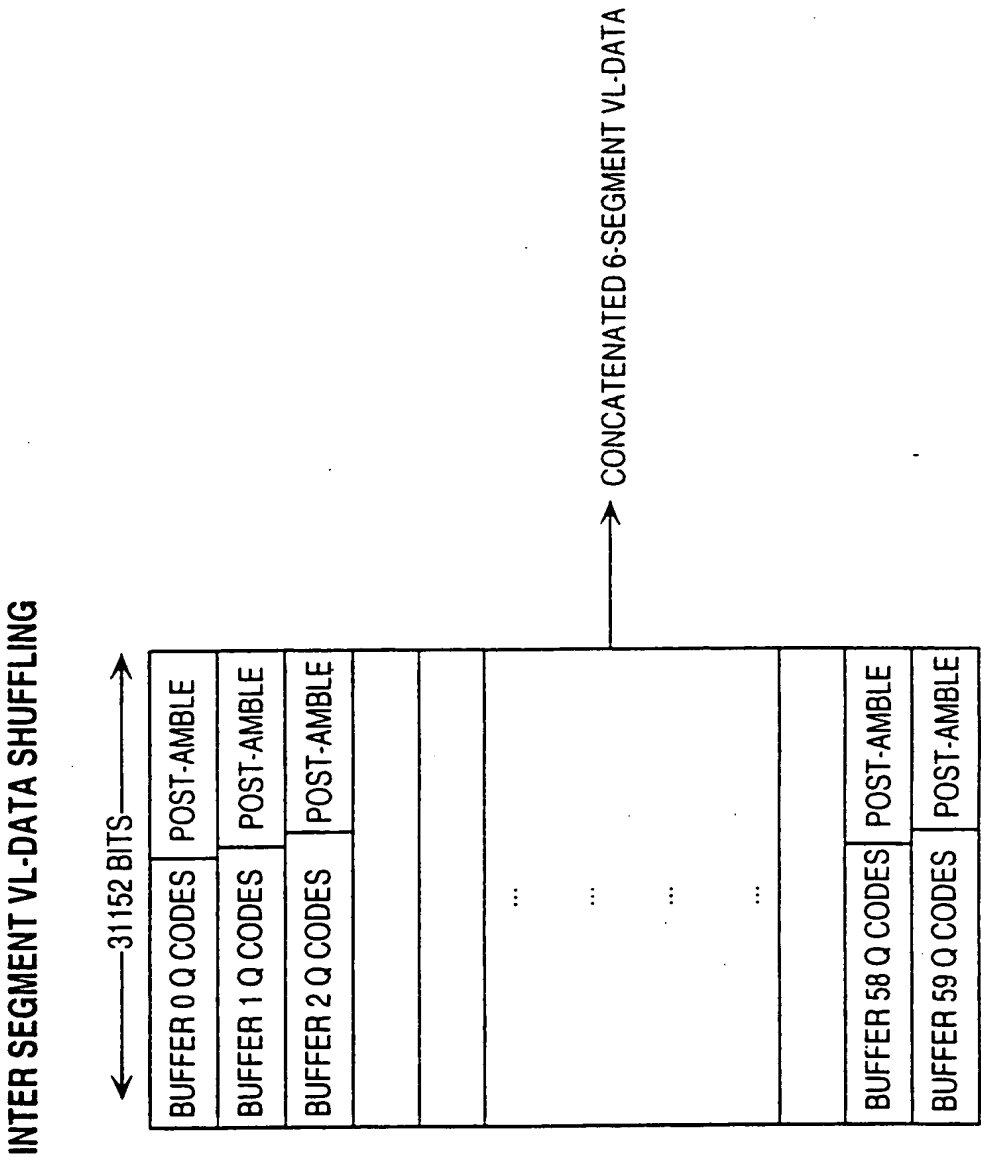 INTER SEGMENT VL-DATA SHUFFLING
31152 BITS
BUFFER 0 Q CODES POST-AMBLE
BUFFER 1 Q CODES POST-AMBLE
BUFFER 2 Q CODES POST-AMBLE
...
...
...
...
BUFFER 58 Q CODES POST-AMBLE
BUFFER 59 Q CODES POST-AMBLE
CONCATENATED 6-SEGMENT VL-DATA